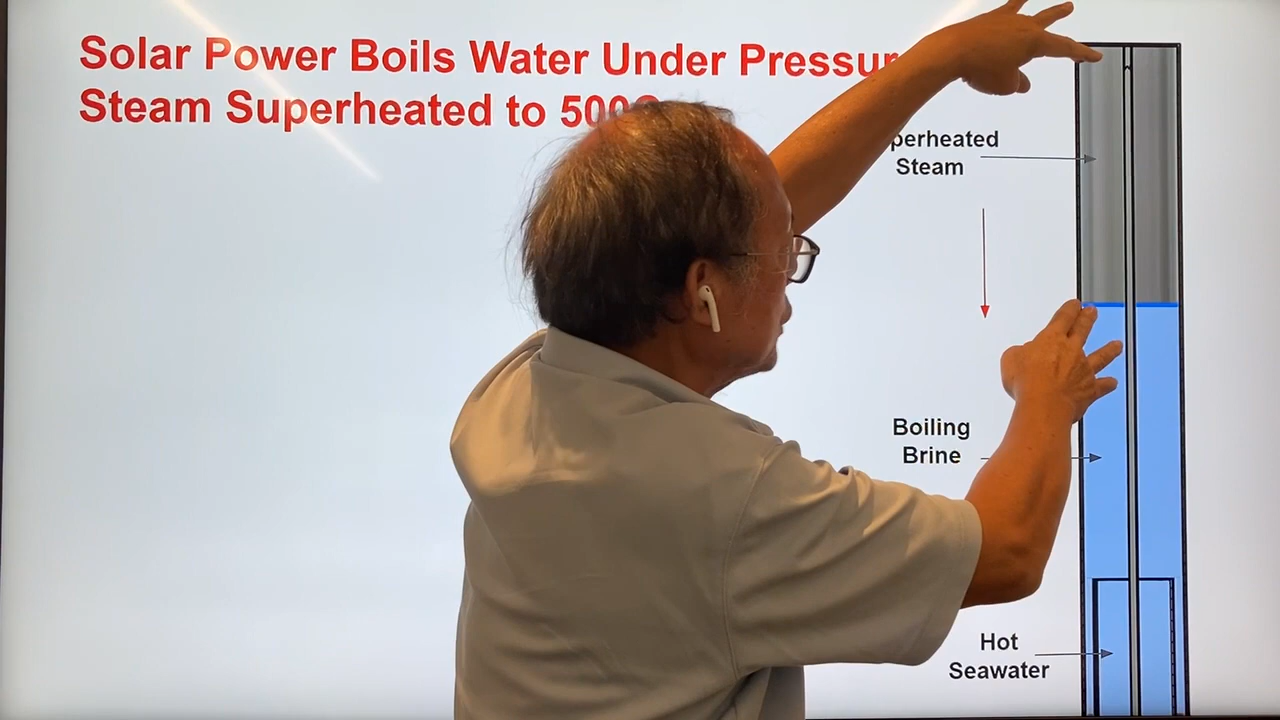 Solar Power Boils Water Under Pressur
Steam Superheated to 500
perheated
Steam
Boiling
Brine
Hot
Seawater